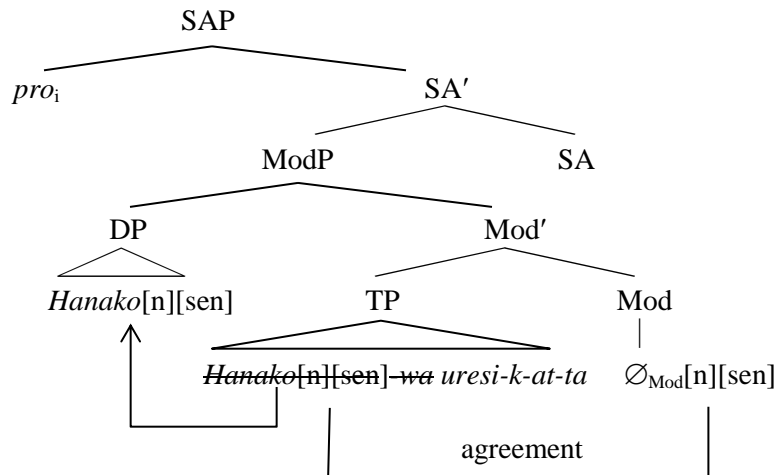 SAP
proi
SA′
ModP SA
DP Mod′
Hanako[n][sen] TP Mod
Hanako[n][sen]-wa uresi-k-at-ta ∅Mod[n][sen]
agreement